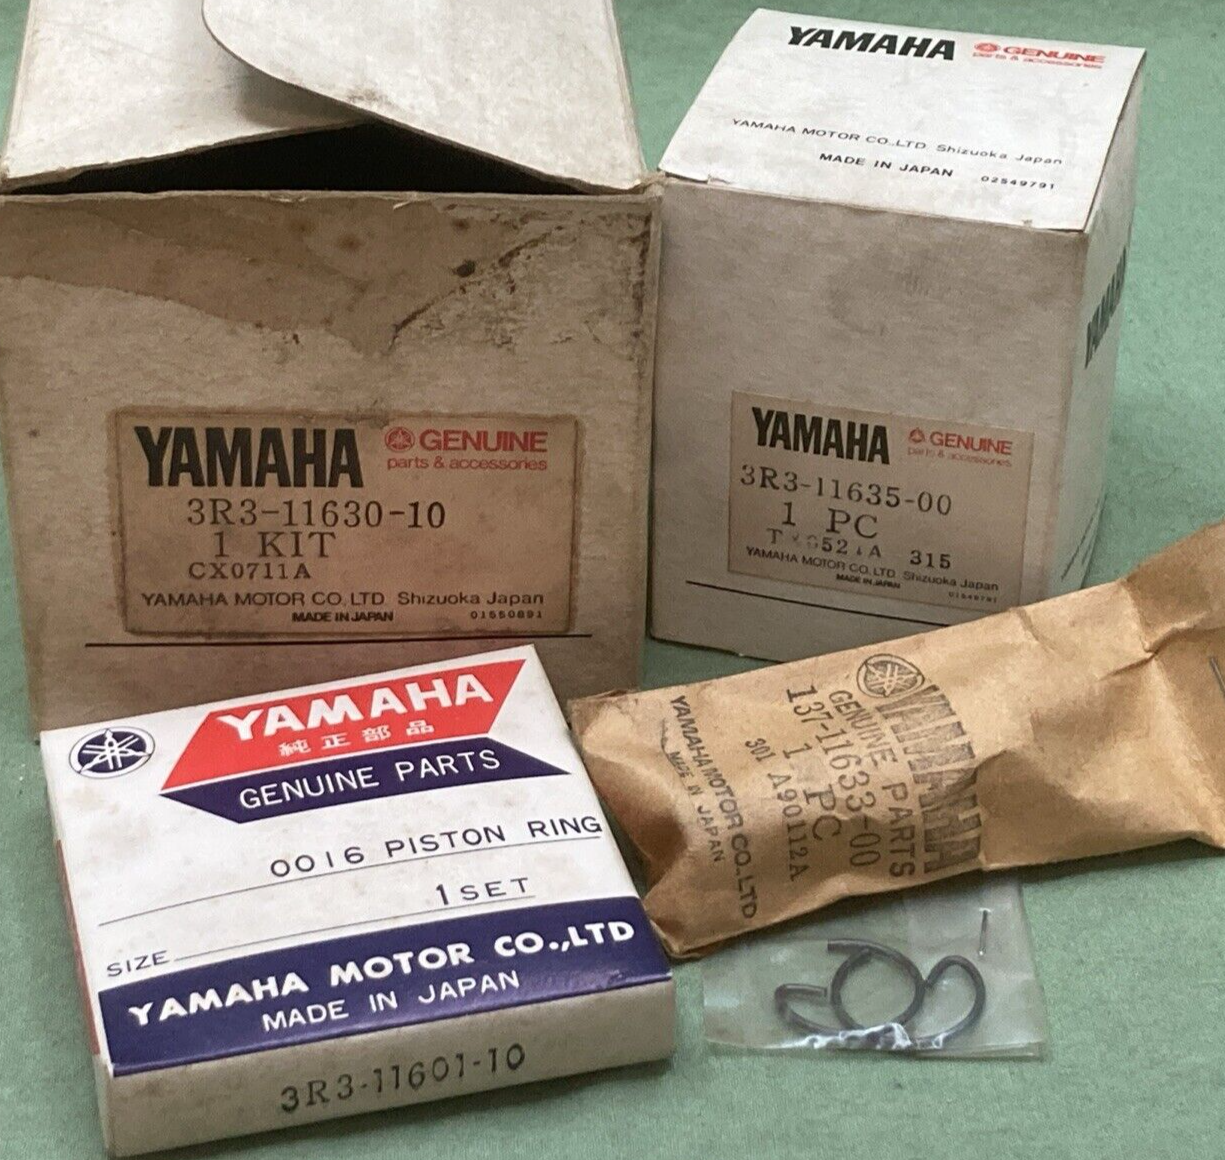 YAMAHA GENUINE
parts & accessories
YAMAHA MOTOR CO.,LTD. Shizuoka Japan
MADE IN JAPAN 02549791
YAMAHA
YAMAHA GENUINE
parts & accessories
3R3-11630-10
1 KIT
CX0711A
YAMAHA MOTOR CO., LTD. Shizuoka Japan
MADE IN JAPAN 01550891
YAMAHA GENUINE
parts & accessories
3R3-11635-00
1 PC
315
YAMAHA MOTOR CO., LTD. Shizuoka Japan
MADE IN JAPAN
YAMAHA
純正部品
GENUINE PARTS
0016 PISTON RING
1 SET
SIZE
YAMAHA MOTOR CO.,LTD
MADE IN JAPAN
3R3-11601-10
YAMAHA
GENUINE PARTS
137-11633-00
1 PC
301 A90112A
YAMAHA MOTOR CO.,LTD
MADE IN JAPAN